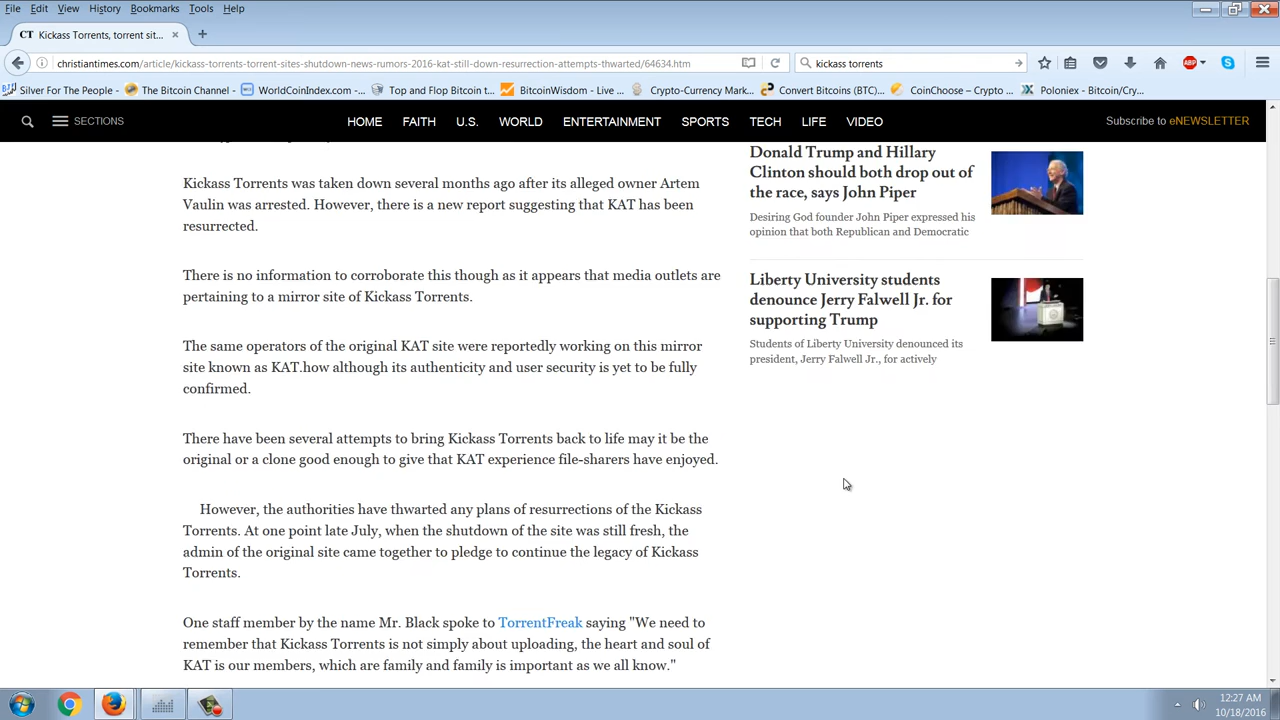 File Edit View History Bookmarks Tools Help
CT Kickass Torrents, torrent sit... × +
christiantimes.com/article/kickass-torrents-torrent-sites-shutdown-news-rumors-2016-kat-still-down-resurrection-attempts-thwarted/64634.htm kickass torrents ABP
Silver For The People - The Bitcoin Channel - WorldCoinIndex.com -... Top and Flop Bitcoin t... BitcoinWisdom - Live ... Crypto-Currency Mark... Convert Bitcoins (BTC)... CoinChoose – Crypto ... Poloniex - Bitcoin/Cry...
SECTIONS HOME FAITH U.S. WORLD ENTERTAINMENT SPORTS TECH LIFE VIDEO Subscribe to eNEWSLETTER
Kickass Torrents was taken down several months ago after its alleged owner Artem
Vaulin was arrested. However, there is a new report suggesting that KAT has been
resurrected.
There is no information to corroborate this though as it appears that media outlets are
pertaining to a mirror site of Kickass Torrents.
The same operators of the original KAT site were reportedly working on this mirror
site known as KAT.how although its authenticity and user security is yet to be fully
confirmed.
There have been several attempts to bring Kickass Torrents back to life may it be the
original or a clone good enough to give that KAT experience file-sharers have enjoyed.
However, the authorities have thwarted any plans of resurrections of the Kickass
Torrents. At one point late July, when the shutdown of the site was still fresh, the
admin of the original site came together to pledge to continue the legacy of Kickass
Torrents.
One staff member by the name Mr. Black spoke to TorrentFreak saying "We need to
remember that Kickass Torrents is not simply about uploading, the heart and soul of
KAT is our members, which are family and family is important as we all know."
Donald Trump and Hillary
Clinton should both drop out of
the race, says John Piper
Desiring God founder John Piper expressed his
opinion that both Republican and Democratic
Liberty University students
denounce Jerry Falwell Jr. for
supporting Trump
Students of Liberty University denounced its
president, Jerry Falwell Jr., for actively
12:27 AM
10/18/2016